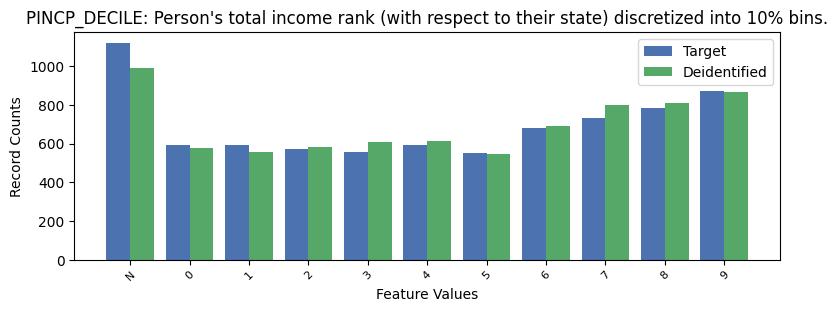 PINCP_DECILE: Person's total income rank (with respect to their state) discretized into 10% bins.
Target
Deidentified
Record Counts
1000
800
600
400
200
0
N 0 1 2 3 4 5 6 7 8 9
Feature Values